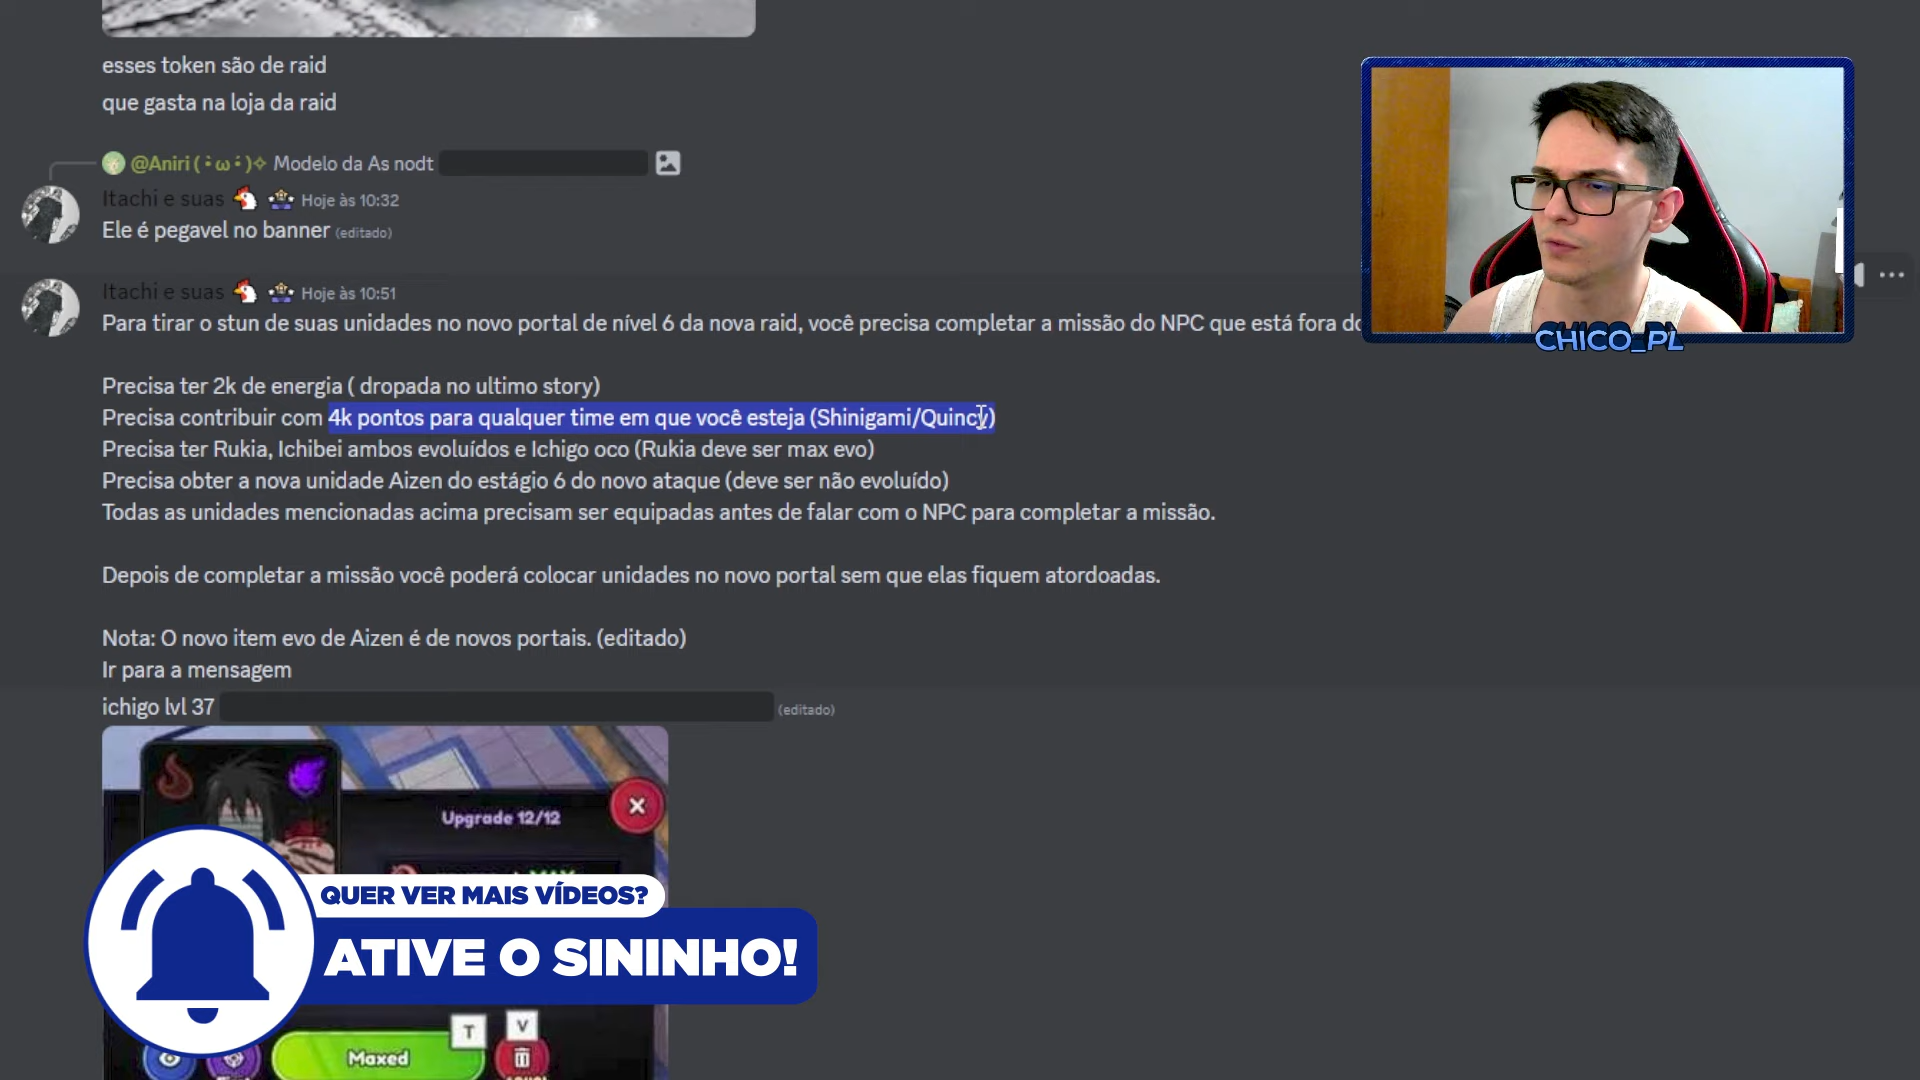 esses token são de raid
que gasta na loja da raid
@Aniri ( ･̀ω･́ )✧ Modelo da As nodt
Itachi e suas 🐔 Hoje às 10:32
Ele é pegavel no banner (editado)
Itachi e suas 🐔 Hoje às 10:51
Para tirar o stun de suas unidades no novo portal de nível 6 da nova raid, você precisa completar a missão do NPC que está fora do
CHICO_PL
Precisa ter 2k de energia ( dropada no ultimo story)
Precisa contribuir com 4k pontos para qualquer time em que você esteja (Shinigami/Quincy)
Precisa ter Rukia, Ichibei ambos evoluídos e Ichigo oco (Rukia deve ser max evo)
Precisa obter a nova unidade Aizen do estágio 6 do novo ataque (deve ser não evoluído)
Todas as unidades mencionadas acima precisam ser equipadas antes de falar com o NPC para completar a missão.
Depois de completar a missão você poderá colocar unidades no novo portal sem que elas fiquem atordoadas.
Nota: O novo item evo de Aizen é de novos portais. (editado)
Ir para a mensagem
ichigo lvl 37 (editado)
Upgrade 12/12
QUER VER MAIS VÍDEOS?
ATIVE O SININHO!
T V
Maxed